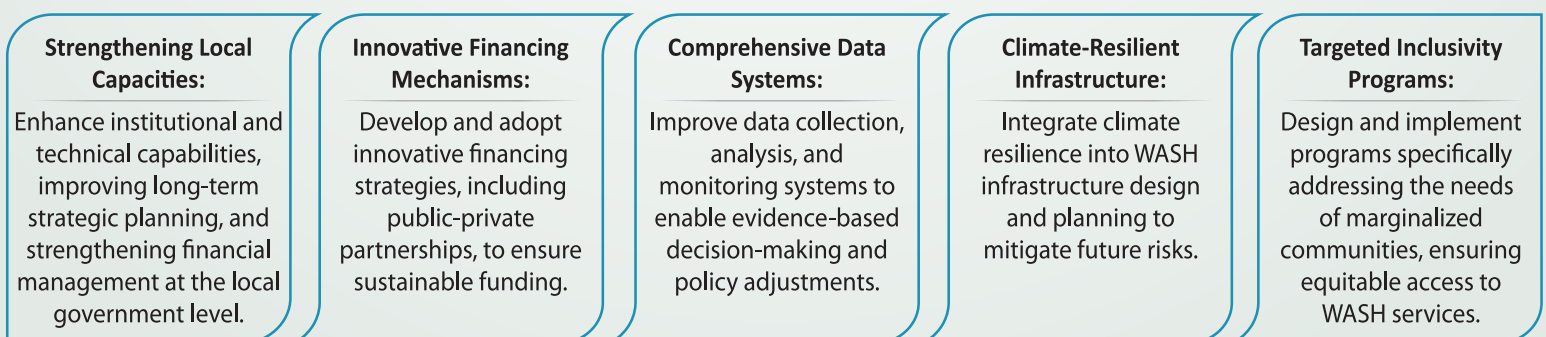 Strengthening Local
Capacities:
Enhance institutional and
technical capabilities,
improving long-term
strategic planning, and
strengthening financial
management at the local
government level.
Innovative Financing
Mechanisms:
Develop and adopt
innovative financing
strategies, including
public-private
partnerships, to ensure
sustainable funding.
Comprehensive Data
Systems:
Improve data collection,
analysis, and
monitoring systems to
enable evidence-based
decision-making and
policy adjustments.
Climate-Resilient
Infrastructure:
Integrate climate
resilience into WASH
infrastructure design
and planning to
mitigate future risks.
Targeted Inclusivity
Programs:
Design and implement
programs specifically
addressing the needs
of marginalized
communities, ensuring
equitable access to
WASH services.